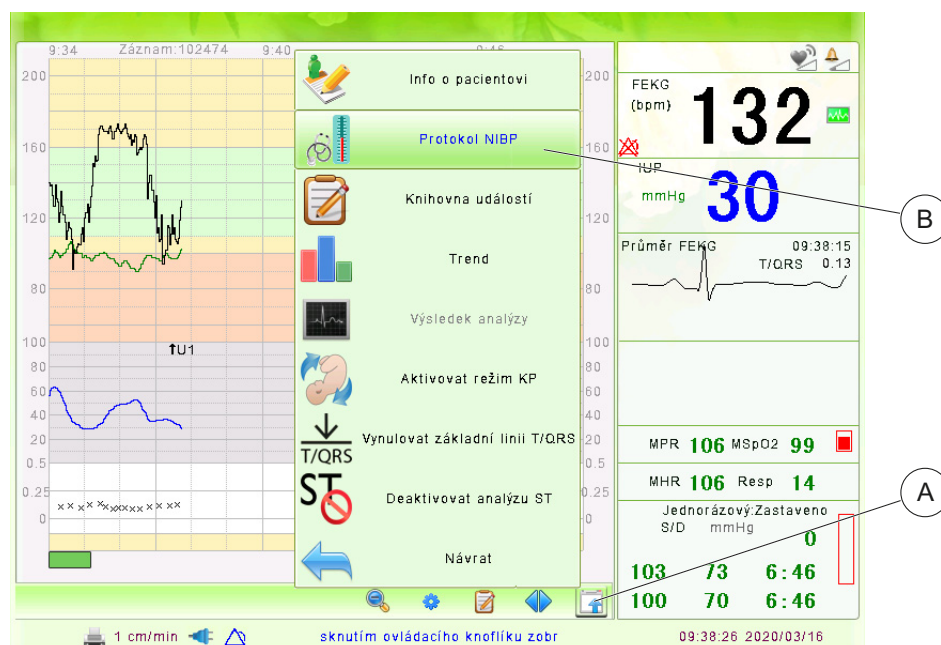 9:34 Záznam:102474 9:40 9:46
200
160
120
80
100
80
60
40
20
0.5
0.25
0
↑U1
Info o pacientovi
Protokol NIBP
Knihovna událostí
Trend
Výsledek analýzy
Aktivovat režim KP
T/QRS
Vynulovat základní linii T/QRS
ST
Deaktivovat analýzu ST
Návrat
200
160
120
80
100
20
0.5
0.25
0
FEKG
(bpm)
132
IUP
mmHg
30
Průměr FEKG 09:38:15
T/QRS 0.13
MPR 106 MSpO2 99
MHR 106 Resp 14
Jednorázový:Zastaveno
S/D mmHg
0
103 73 6:46
100 70 6:46
1 cm/min
sknutím ovládacího knoflíku zobr
09:38:26 2020/03/16
B
A